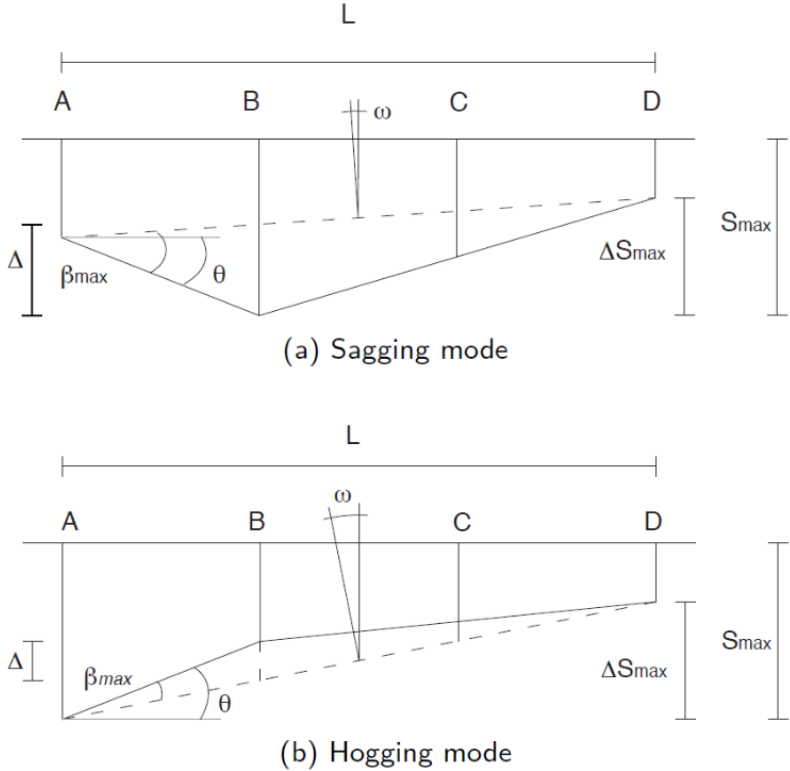 L
A B C D
ω
Δ βmax θ ΔSmax Smax
(a) Sagging mode
L
ω
A B C D
Δ βmax θ ΔSmax Smax
(b) Hogging mode